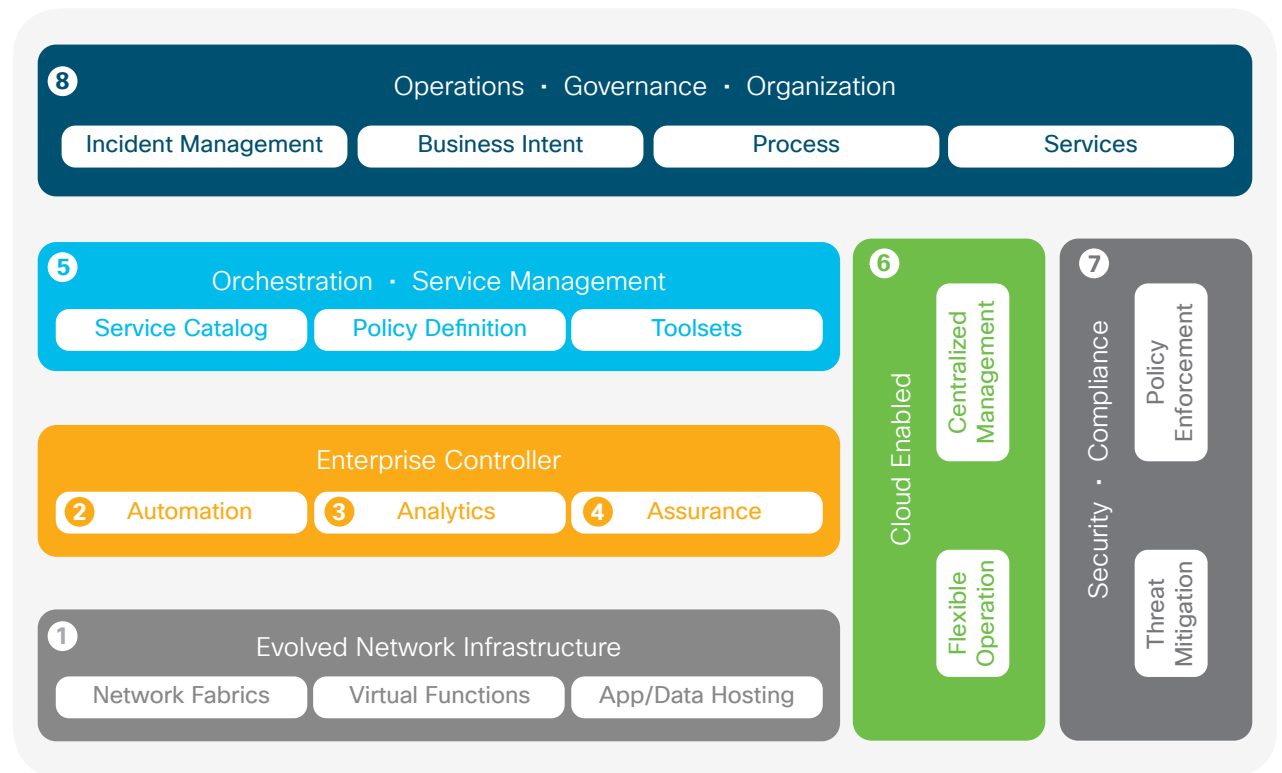 8
Operations · Governance · Organization
Incident Management
Business Intent
Process
Services
5
Orchestration · Service Management
Service Catalog
Policy Definition
Toolsets
Enterprise Controller
2
Automation
3
Analytics
4
Assurance
1
Evolved Network Infrastructure
Network Fabrics
Virtual Functions
App/Data Hosting
6
Cloud Enabled
Centralized
Management
Flexible
Operation
7
Security · Compliance
Policy
Enforcement
Threat
Mitigation